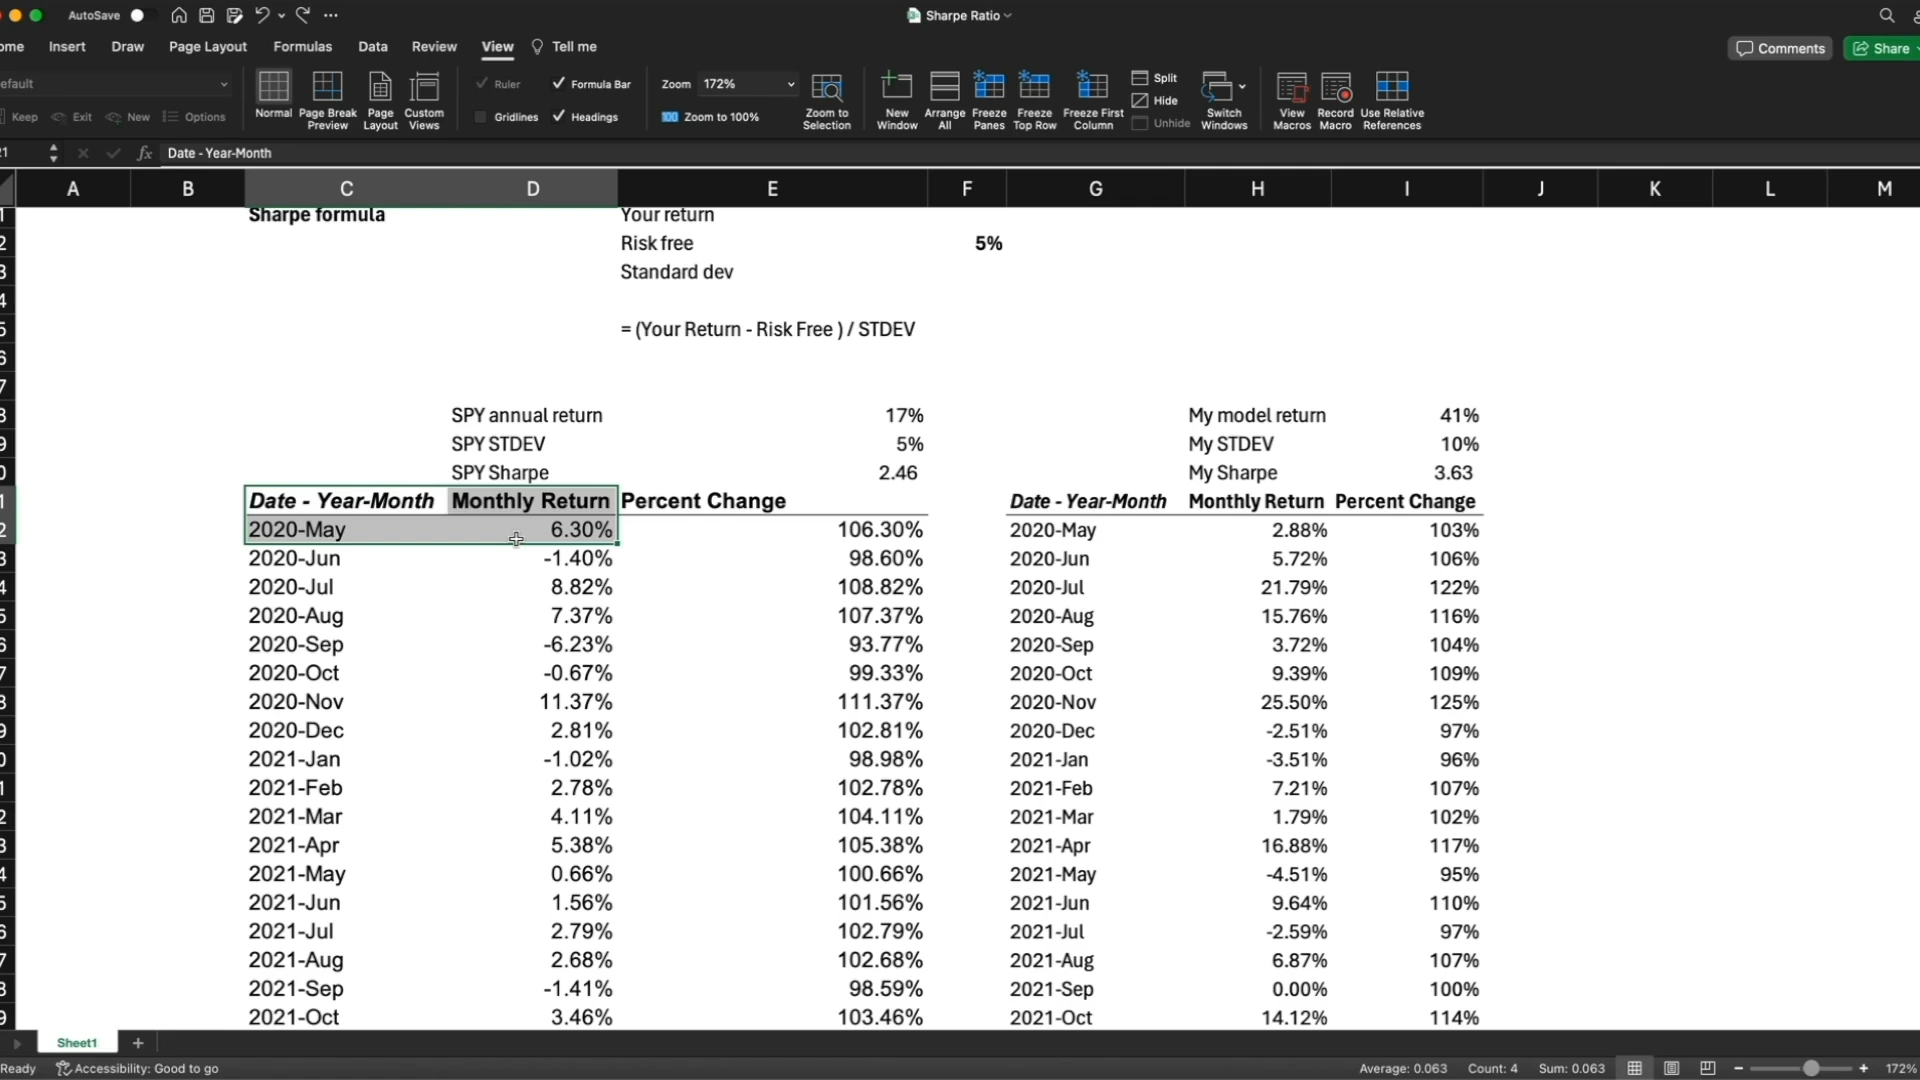 AutoSave
Sharpe Ratio
ome Insert Draw Page Layout Formulas Data Review View Tell me
Comments Share
efault
Keep Exit New Options
Normal Page Break Preview Page Layout Custom Views
Ruler Formula Bar
Gridlines Headings
Zoom 172%
Zoom to 100%
Zoom to Selection
New Window Arrange All Freeze Panes Freeze Top Row Freeze First Column
Split
Hide
Unhide
Switch Windows
View Macros Record Macro Use Relative References
fx Date - Year-Month
A B C D E F G H I J K L M
Sharpe formula Your return
Risk free 5%
Standard dev
= (Your Return - Risk Free ) / STDEV
SPY annual return 17% My model return 41%
SPY STDEV 5% My STDEV 10%
SPY Sharpe 2.46 My Sharpe 3.63
Date - Year-Month Monthly Return Percent Change Date - Year-Month Monthly Return Percent Change
2020-May 6.30% 106.30% 2020-May 2.88% 103%
2020-Jun -1.40% 98.60% 2020-Jun 5.72% 106%
2020-Jul 8.82% 108.82% 2020-Jul 21.79% 122%
2020-Aug 7.37% 107.37% 2020-Aug 15.76% 116%
2020-Sep -6.23% 93.77% 2020-Sep 3.72% 104%
2020-Oct -0.67% 99.33% 2020-Oct 9.39% 109%
2020-Nov 11.37% 111.37% 2020-Nov 25.50% 125%
2020-Dec 2.81% 102.81% 2020-Dec -2.51% 97%
2021-Jan -1.02% 98.98% 2021-Jan -3.51% 96%
2021-Feb 2.78% 102.78% 2021-Feb 7.21% 107%
2021-Mar 4.11% 104.11% 2021-Mar 1.79% 102%
2021-Apr 5.38% 105.38% 2021-Apr 16.88% 117%
2021-May 0.66% 100.66% 2021-May -4.51% 95%
2021-Jun 1.56% 101.56% 2021-Jun 9.64% 110%
2021-Jul 2.79% 102.79% 2021-Jul -2.59% 97%
2021-Aug 2.68% 102.68% 2021-Aug 6.87% 107%
2021-Sep -1.41% 98.59% 2021-Sep 0.00% 100%
2021-Oct 3.46% 103.46% 2021-Oct 14.12% 114%
Sheet1
Ready Accessibility: Good to go Average: 0.063 Count: 4 Sum: 0.063 172%